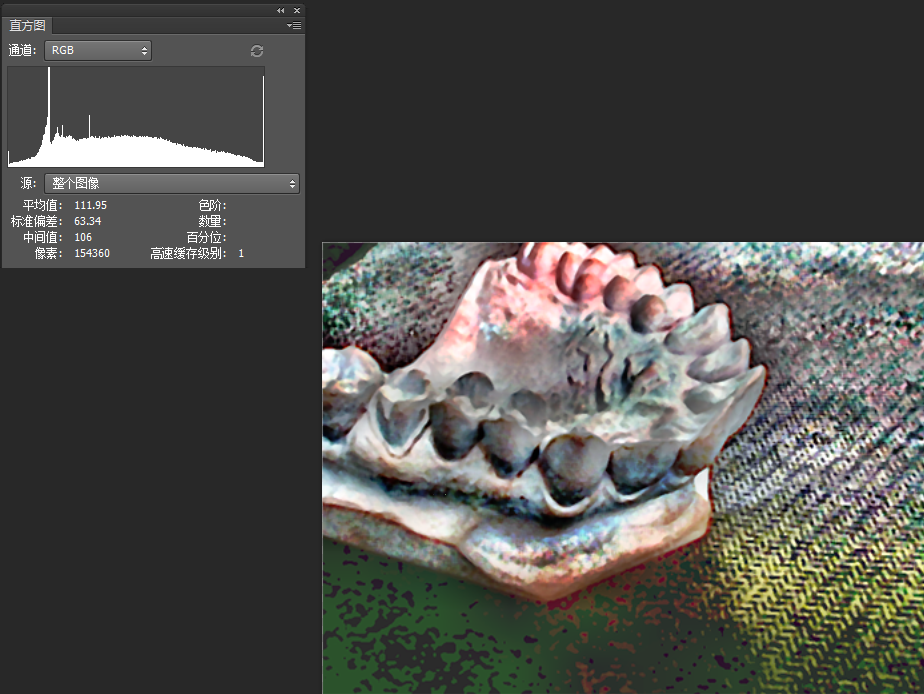 直方图
通道: RGB
源: 整个图像
平均值: 111.95 色阶:
标准偏差: 63.34 数量:
中间值: 106 百分位:
像素: 154360 高速缓存级别: 1